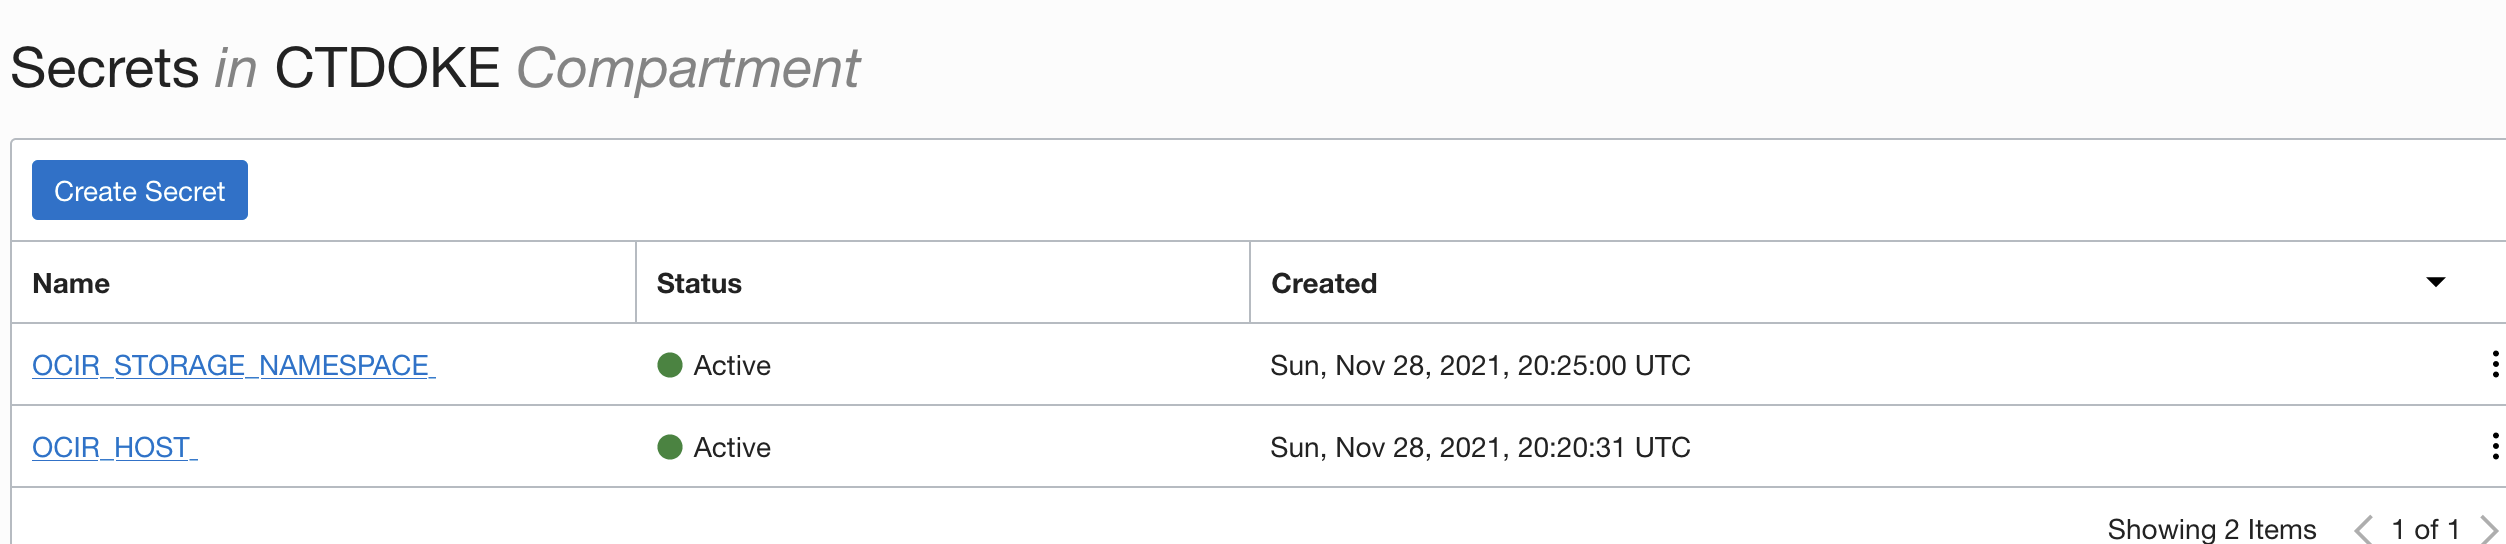 Secrets in CTDOKE Compartment
Create Secret
Name Status Created
OCIR_STORAGE_NAMESPACE Active Sun, Nov 28, 2021, 20:25:00 UTC
OCIR_HOST Active Sun, Nov 28, 2021, 20:20:31 UTC
Showing 2 Items 1 of 1